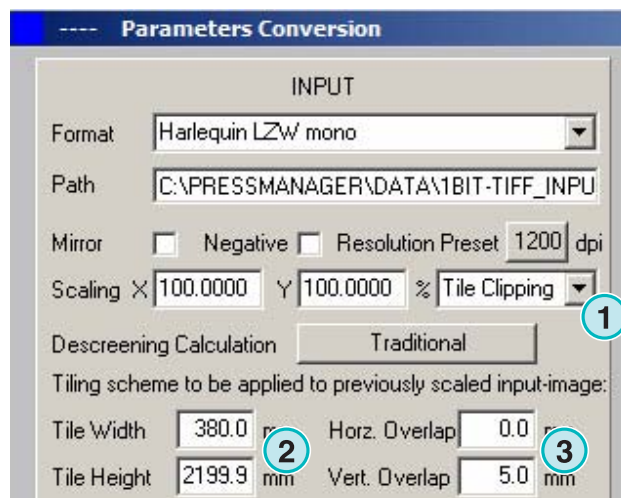 ---- Parameters Conversion
INPUT
Format Harlequin LZW mono
Path C:\PRESSMANAGER\DATA\1BIT-TIFF_INPU
Mirror Negative Resolution Preset 1200 dpi
Scaling X 100.0000 Y 100.0000 % Tile Clipping
1
Descreening Calculation Traditional
Tiling scheme to be applied to previously scaled input-image:
Tile Width 380.0 Horz. Overlap 0.0
2 3
Tile Height 2199.9 mm Vert. Overlap 5.0 mm